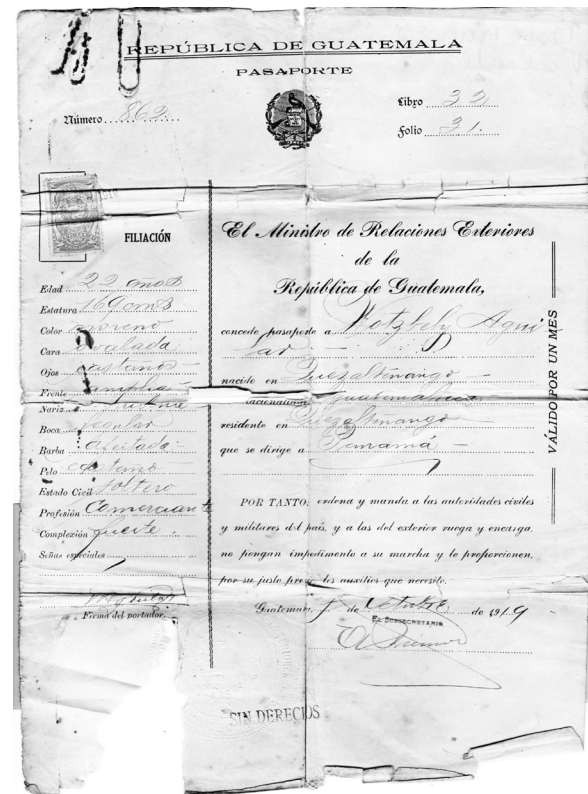 REPÚBLICA DE GUATEMALA
PASAPORTE
Número 862
Libro 32
Folio 31.
FILIACIÓN
Edad 22 años
Estatura 169 cms
Color moreno
Cara ovalada
Ojos castaños
Frente amplia
Nariz
Boca regular
Barba afeitada
Pelo castaño
Estado Civil soltero
Profesión Comerciante
Complexión fuerte
Señas especiales
Firma del portador.
El Ministro de Relaciones Exteriores
de la
República de Guatemala,
concede pasaporte a Votzbely Agui
lar
nacido en Quezaltenango
nacionalidad guatemalteca
residente en Quezaltenango
que se dirige a Panamá
POR TANTO: ordena y manda a las autoridades civiles
y militares del país, y a las del exterior ruega y encarga,
no pongan impedimento a su marcha y le proporcionen,
por su justo los auxilios que necesite.
Guatemala, de Octubre de 1919
EL SUBSECRETARIO
SIN DERECHOS
VÁLIDO POR UN MES